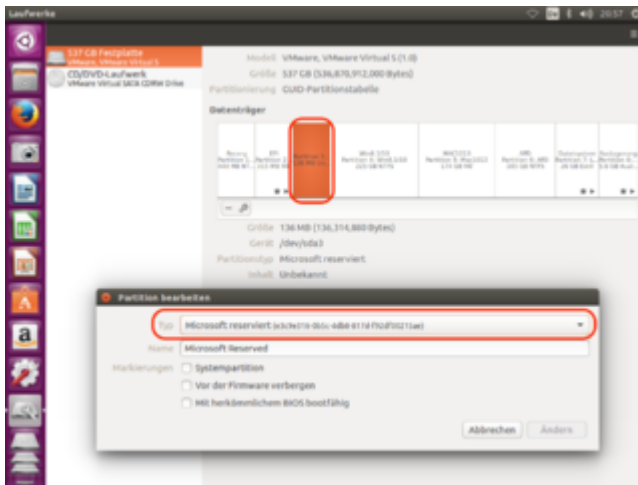 Laufwerke
De
20:57
537 GB Festplatte
VMware, VMware Virtual S
CD/DVD-Laufwerk
VMware Virtual SATA CDRW Drive
Modell VMware, VMware Virtual S (1.0)
Größe 537 GB (536,870,912,000 Bytes)
Partitionierung GUID-Partitionstabelle
Datenträger
Größe 136 MB (136,314,880 Bytes)
Gerät /dev/sda3
Partitionstyp Microsoft reserviert
Inhalt Unbekannt
Partition bearbeiten
Typ Microsoft reserviert
Name Microsoft Reserved
Markierungen Systempartition
Vor der Firmware verbergen
Mit herkömmlichem BIOS bootfähig
Abbrechen Ändern